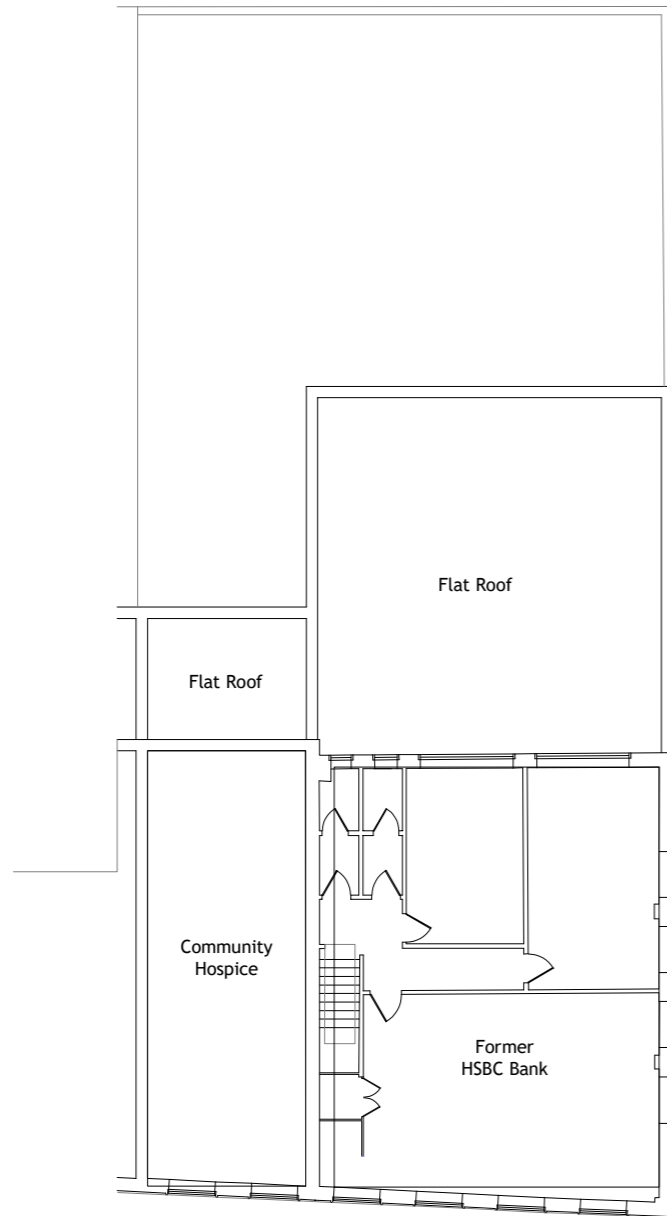 Flat Roof
Flat Roof
Community
Hospice
Former
HSBC Bank